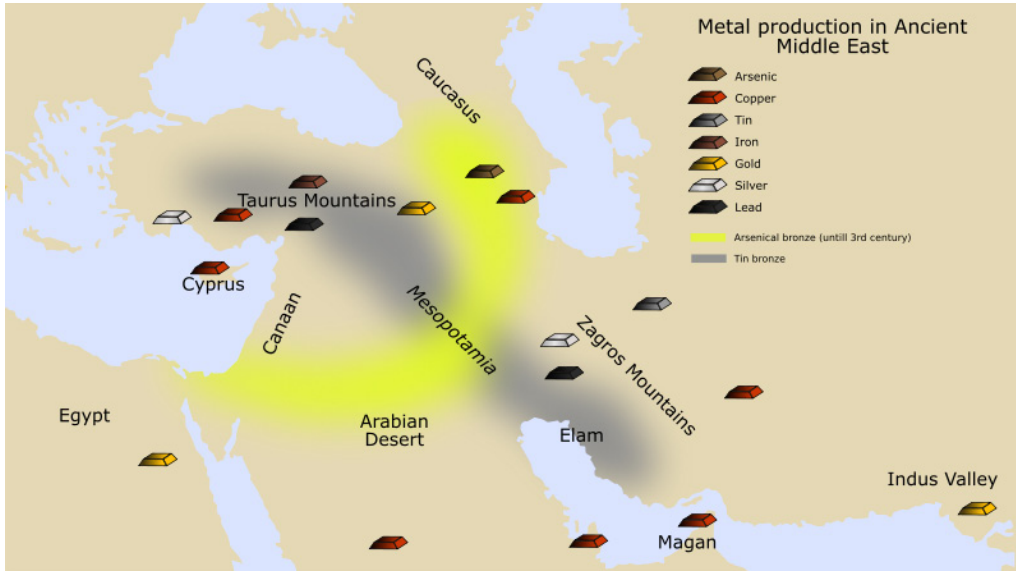 Metal production in Ancient
Middle East
Arsenic
Copper
Tin
Iron
Gold
Silver
Lead
Arsenical bronze (untill 3rd century)
Tin bronze
Caucasus
Taurus Mountains
Cyprus
Canaan
Mesopotamia
Zagros Mountains
Egypt
Arabian
Desert
Elam
Indus Valley
Magan